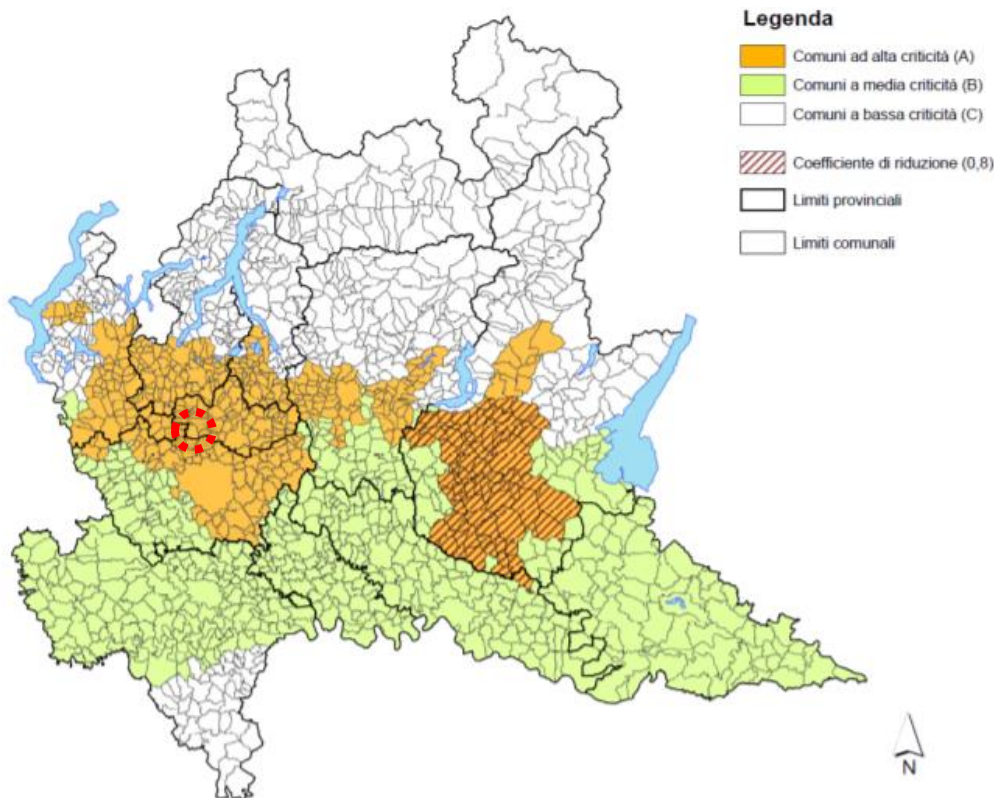 Legenda
Comuni ad alta criticità (A)
Comuni a media criticità (B)
Comuni a bassa criticità (C)
Coefficiente di riduzione (0,8)
Limiti provinciali
Limiti comunali
N